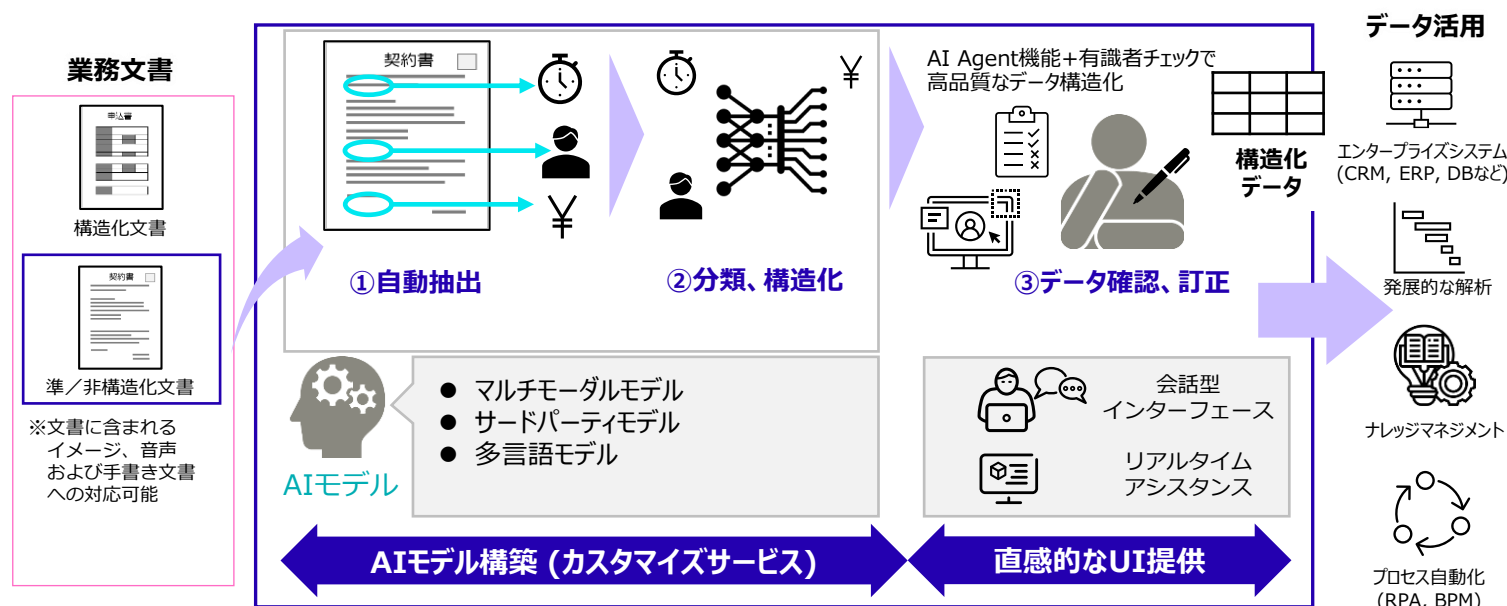 業務文書
申込書
構造化文書
契約書
準／非構造化文書
※文書に含まれる
イメージ、音声
および手書き文書
への対応可能
契約書
¥
①自動抽出
¥
②分類、構造化
AI Agent機能+有識者チェックで
高品質なデータ構造化
構造化
データ
③データ確認、訂正
AIモデル
● マルチモーダルモデル
● サードパーティモデル
● 多言語モデル
会話型
インターフェース
リアルタイム
アシスタンス
AIモデル構築 (カスタマイズサービス)
直感的なUI提供
データ活用
エンタープライズシステム
(CRM, ERP, DBなど)
発展的な解析
ナレッジマネジメント
プロセス自動化
(RPA, BPM)